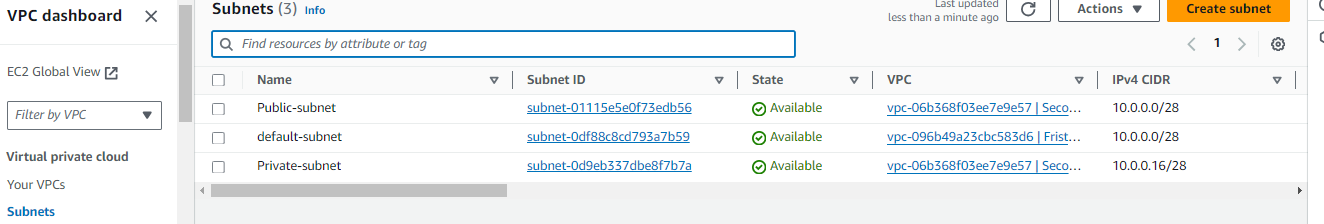 VPC dashboard
EC2 Global View
Filter by VPC
Virtual private cloud
Your VPCs
Subnets
Subnets (3) Info
Last updated
less than a minute ago
Actions
Create subnet
Find resources by attribute or tag
1
Name Subnet ID State VPC IPv4 CIDR
Public-subnet subnet-01115e5e0f73edb56 Available vpc-06b368f03ee7e9e57 | Seco... 10.0.0.0/28
default-subnet subnet-0df88c8cd793a7b59 Available vpc-096b49a23cbc583d6 | Frist... 10.0.0.0/28
Private-subnet subnet-0d9eb337dbe8f7b7a Available vpc-06b368f03ee7e9e57 | Seco... 10.0.0.16/28